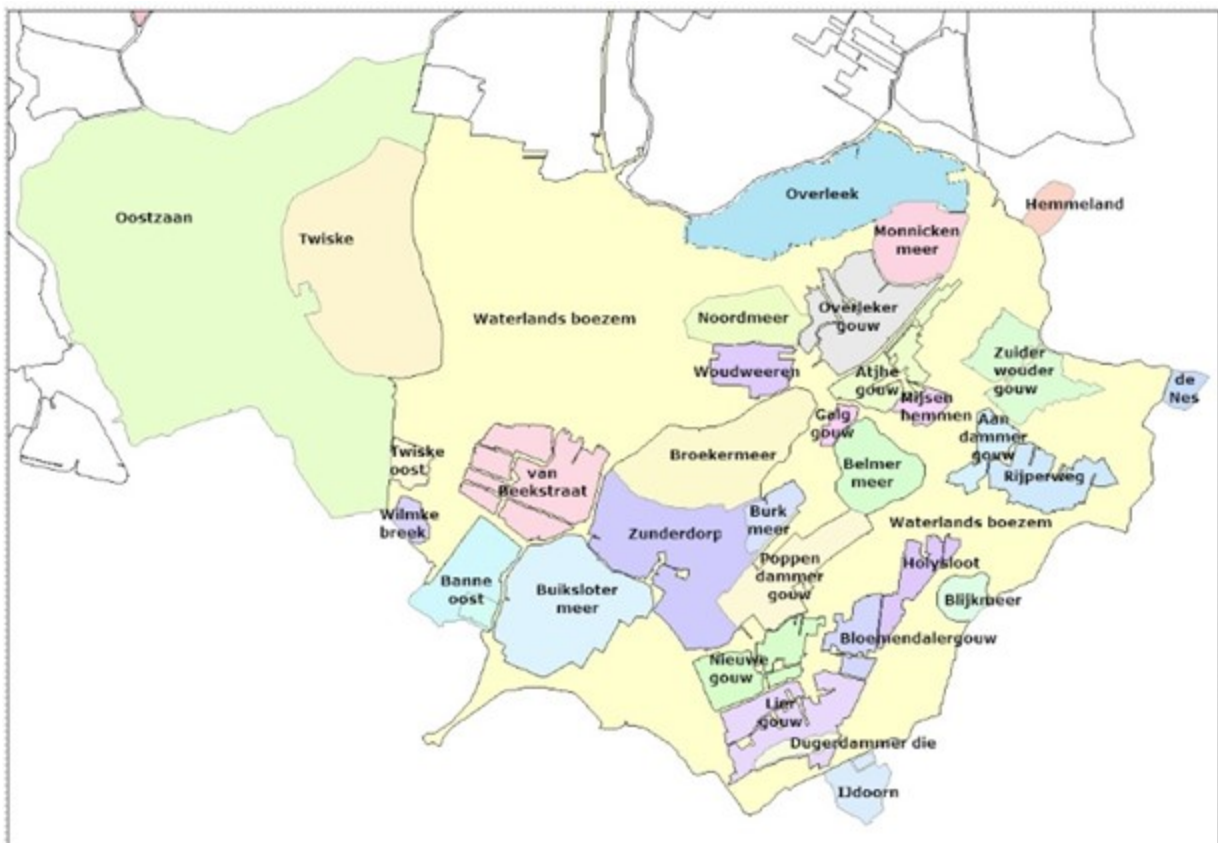 Overleek
Hemmeland
Oostzaan
Monnicken
meer
Twiske
Overleker
gouw
Waterlands boezem
Noordmeer
Zuider
wouder
gouw
Woudweeren
Atjhe
gouw
de
Nes
Mijsen
hemmen
Galg
gouw
Aan
dammer
gouw
Twiske
oost
Broekermeer
Belmer
meer
van
Beekstraat
Rijperweg
Wilmke
breek
Burk
meer
Waterlands boezem
Zunderdorp
Poppen
dammer
gouw
Holysloot
Banne
oost
Buiksloter
meer
Blijkmeer
Bloemendalergouw
Nieuwe
gouw
Lier
gouw
Dugerdammer die
IJdoorn